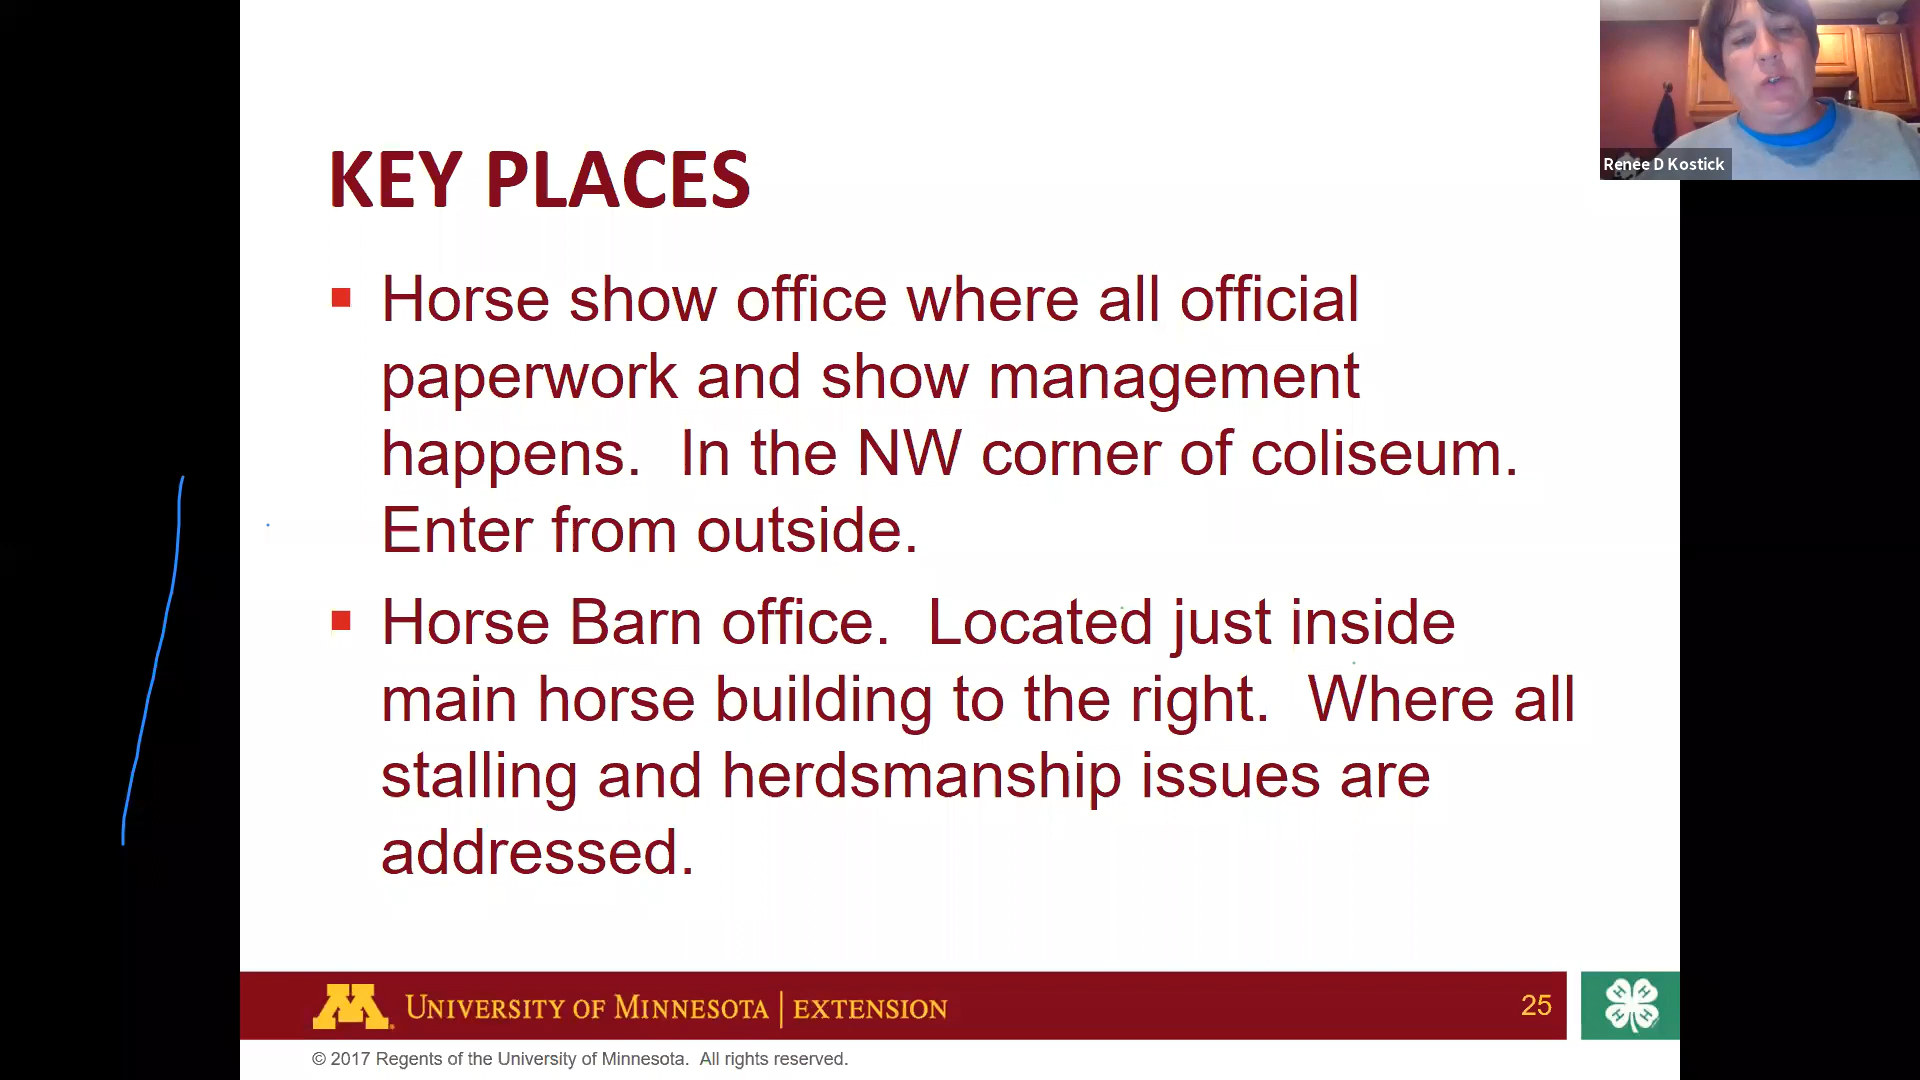 Renee D Kostick
KEY PLACES
Horse show office where all official
paperwork and show management
happens.  In the NW corner of coliseum.
Enter from outside.
Horse Barn office.  Located just inside
main horse building to the right.  Where all
stalling and herdsmanship issues are
addressed.
M UNIVERSITY OF MINNESOTA | EXTENSION
25
H H H H
© 2017 Regents of the University of Minnesota.  All rights reserved.